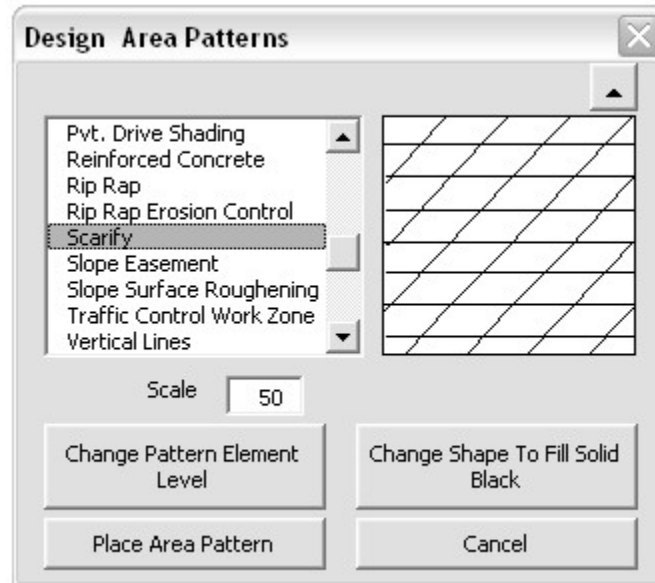 Design Area Patterns
Pvt. Drive Shading
Reinforced Concrete
Rip Rap
Rip Rap Erosion Control
Scarify
Slope Easement
Slope Surface Roughening
Traffic Control Work Zone
Vertical Lines
Scale 50
Change Pattern Element
Level
Change Shape To Fill Solid
Black
Place Area Pattern
Cancel